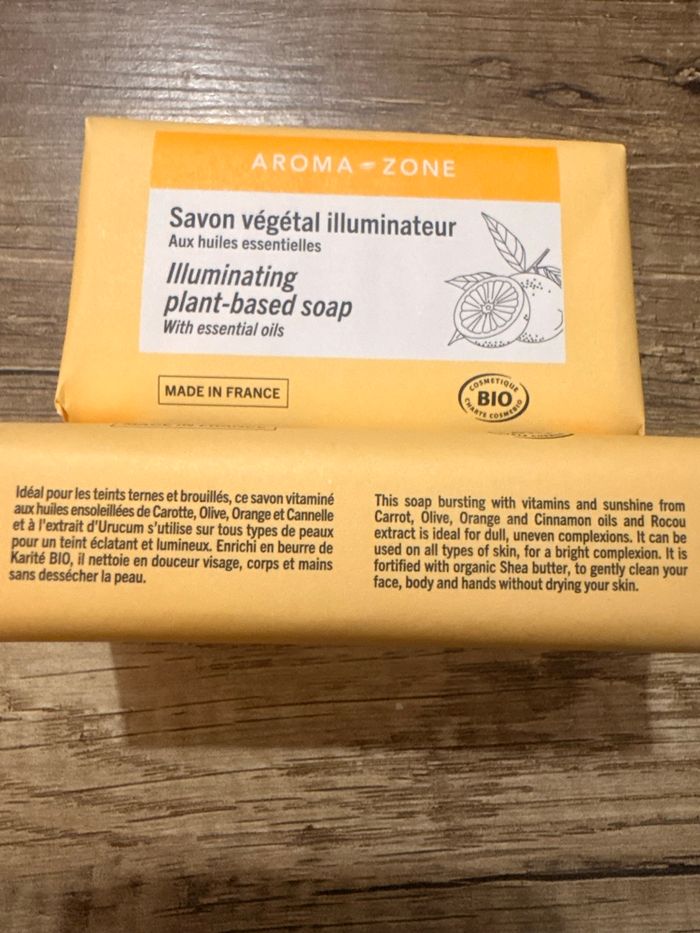 AROMA-ZONE
Savon végétal illuminateur
Aux huiles essentielles
Illuminating
plant-based soap
With essential oils
MADE IN FRANCE
COSMETIQUE
BIO
CHARTE COSMEBIO
MADE IN FRANCE
Idéal pour les teints ternes et brouillés, ce savon vitaminé
aux huiles ensoleillées de Carotte, Olive, Orange et Cannelle
et à l'extrait d'Urucum s'utilise sur tous types de peaux
pour un teint éclatant et lumineux. Enrichi en beurre de
Karité BIO, il nettoie en douceur visage, corps et mains
sans dessécher la peau.
This soap bursting with vitamins and sunshine from
Carrot, Olive, Orange and Cinnamon oils and Rocou
extract is ideal for dull, uneven complexions. It can be
used on all types of skin, for a bright complexion. It is
fortified with organic Shea butter, to gently clean your
face, body and hands without drying your skin.